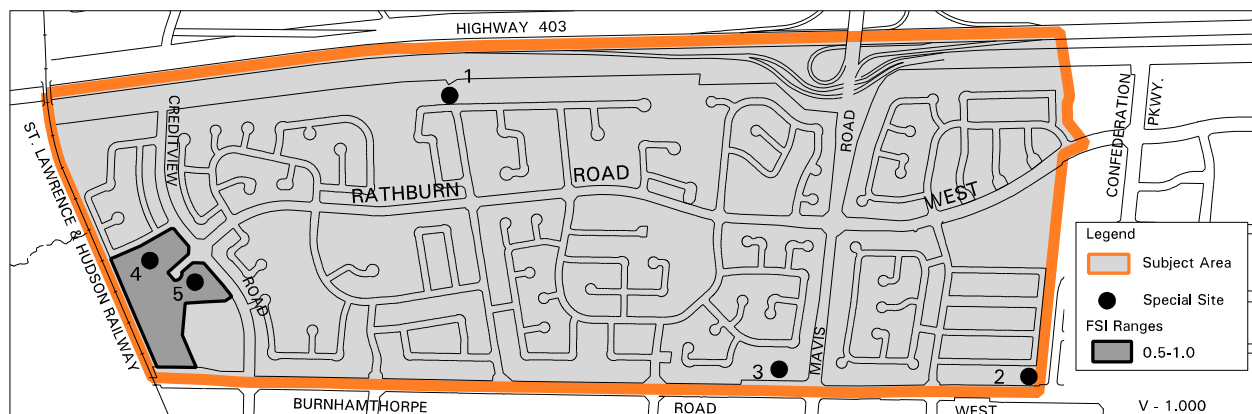 HIGHWAY 403
1
CREDITVIEW
ROAD
ST. LAWRENCE & HUDSON RAILWAY
RATHBURN
ROAD
WEST
ROAD
MAVIS
CONFEDERATION
PKWY.
4
5
3
2
BURNHAMTHORPE
ROAD
WEST
Legend
Subject Area
Special Site
FSI Ranges
0.5-1.0
V - 1.000